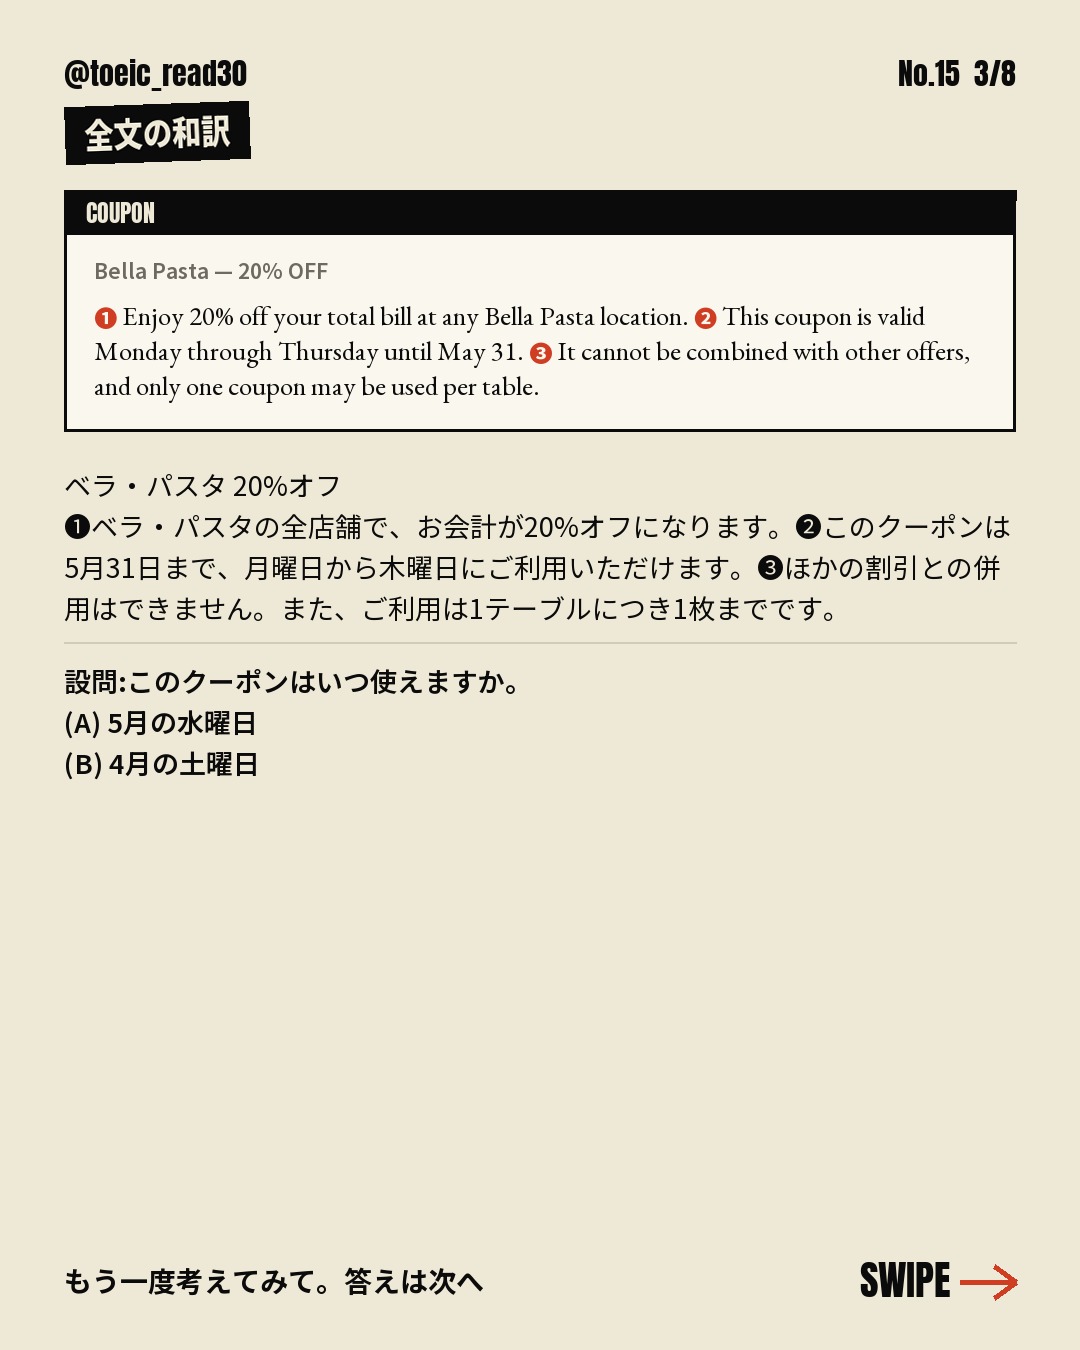 @toeic_read30
No.15 3/8
全文の和訳
COUPON
Bella Pasta — 20% OFF
❶ Enjoy 20% off your total bill at any Bella Pasta location. ❷ This coupon is valid
Monday through Thursday until May 31. ❸ It cannot be combined with other offers,
and only one coupon may be used per table.
ベラ・パスタ 20%オフ
❶ベラ・パスタの全店舗で、お会計が20%オフになります。❷このクーポンは
5月31日まで、月曜日から木曜日にご利用いただけます。❸ほかの割引との併
用はできません。また、ご利用は1テーブルにつき1枚までです。
設問:このクーポンはいつ使えますか。
(A) 5月の水曜日
(B) 4月の土曜日
もう一度考えてみて。答えは次へ
SWIPE